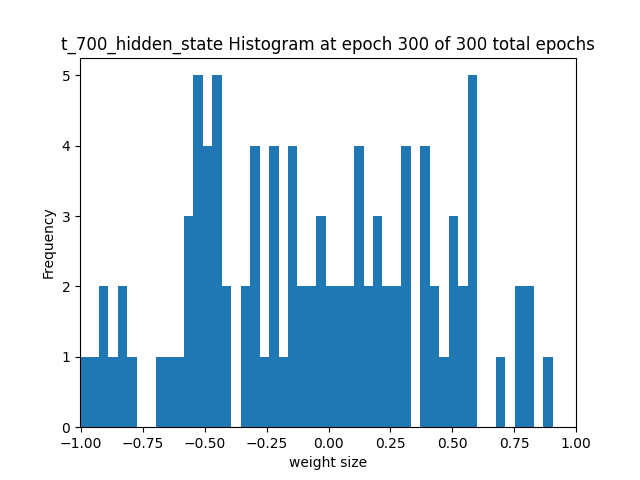 t_700_hidden_state Histogram at epoch 300 of 300 total epochs
5
4
3
2
1
0
Frequency
−1.00 −0.75 −0.50 −0.25 0.00 0.25 0.50 0.75 1.00
weight size